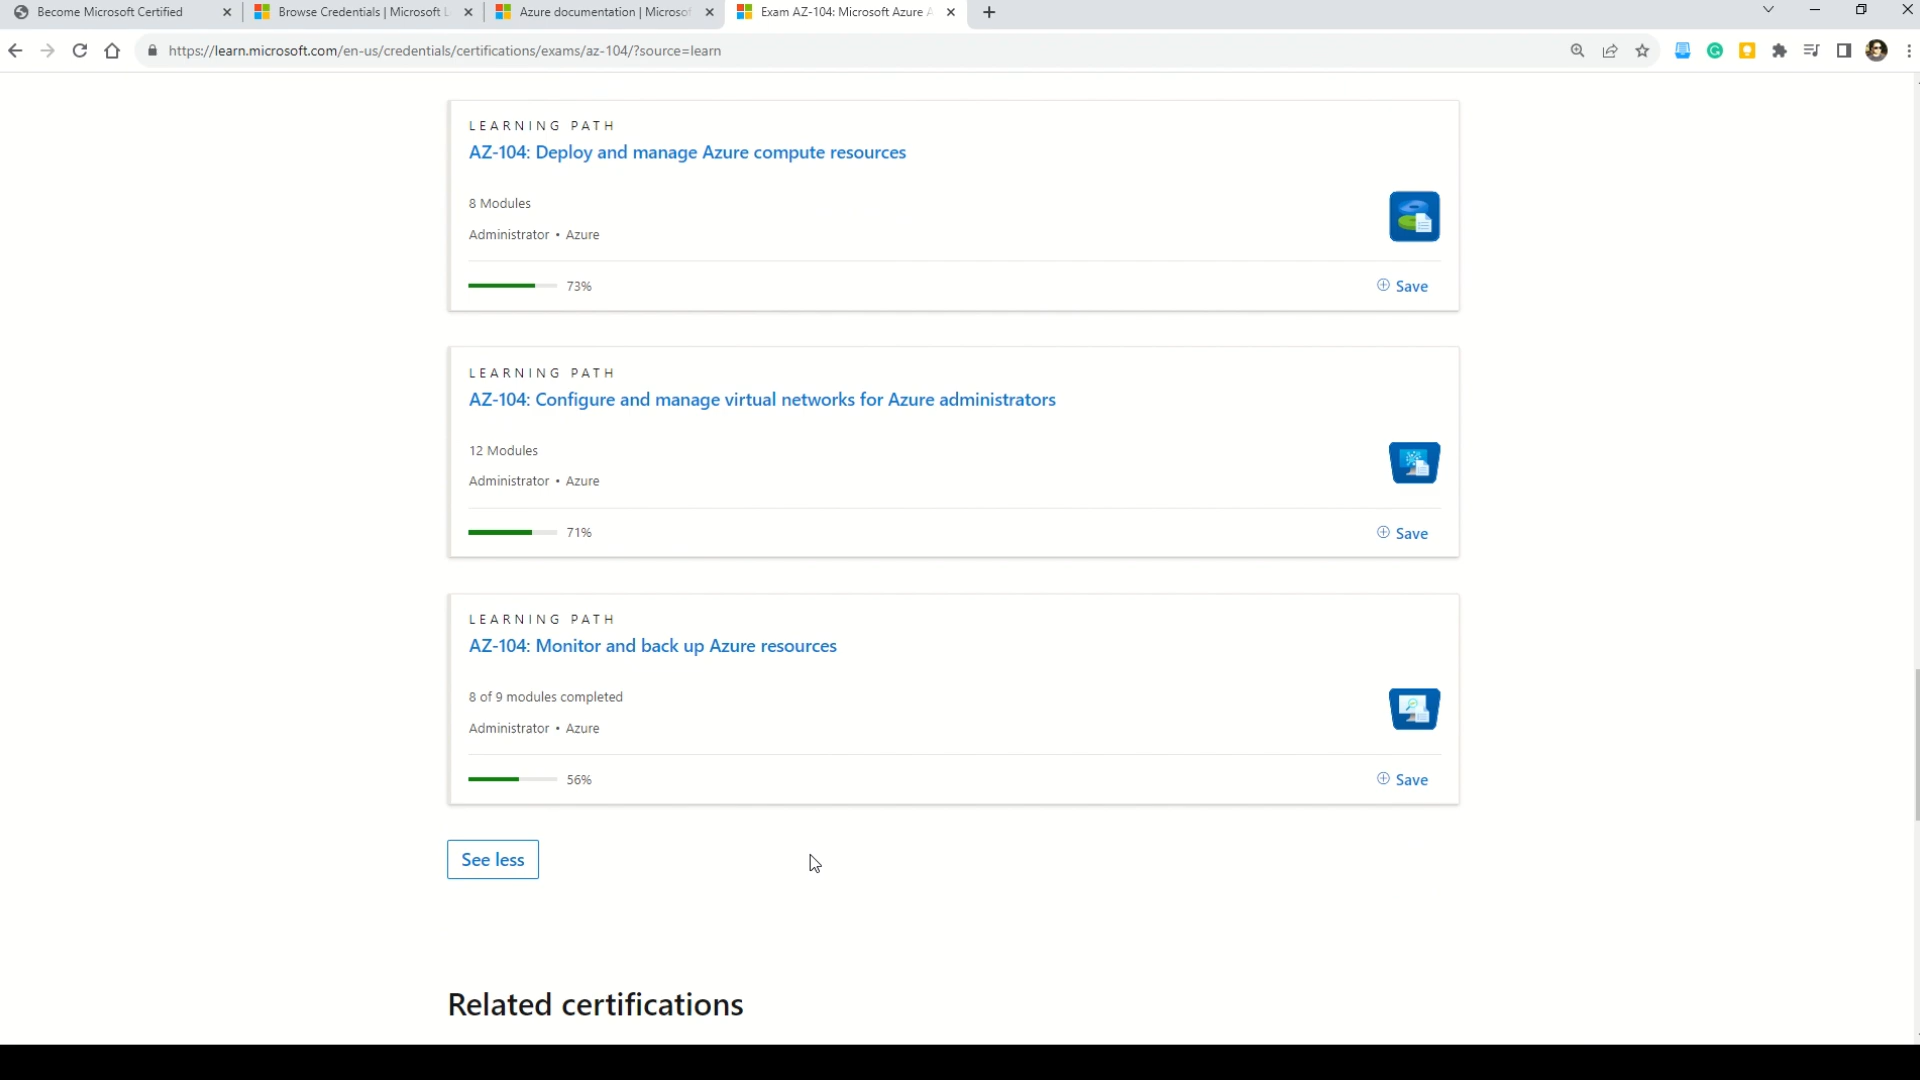 Become Microsoft Certified
Browse Credentials | Microsoft L
Azure documentation | Microsof
Exam AZ-104: Microsoft Azure A
https://learn.microsoft.com/en-us/credentials/certifications/exams/az-104/?source=learn
LEARNING PATH
AZ-104: Deploy and manage Azure compute resources
8 Modules
Administrator • Azure
73%
Save
LEARNING PATH
AZ-104: Configure and manage virtual networks for Azure administrators
12 Modules
Administrator • Azure
71%
Save
LEARNING PATH
AZ-104: Monitor and back up Azure resources
8 of 9 modules completed
Administrator • Azure
56%
Save
See less
Related certifications